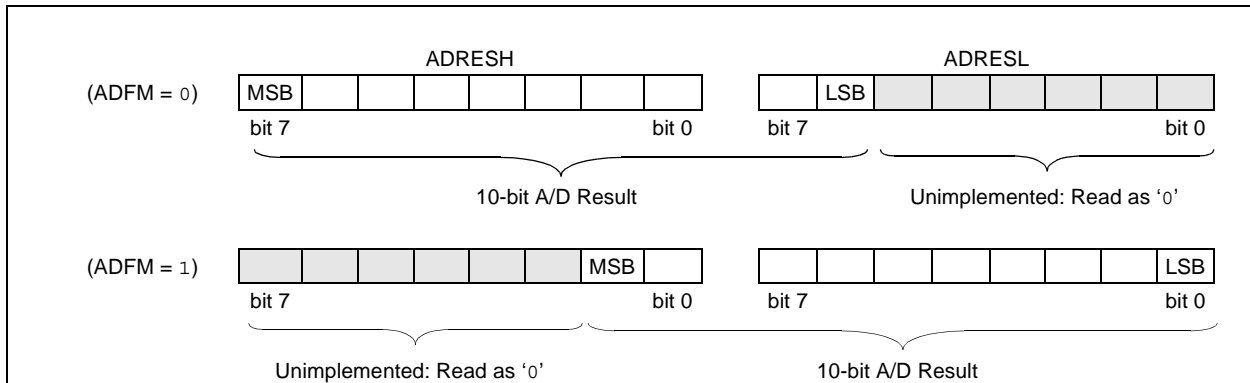 ADRESH ADRESL
(ADFM = 0) MSB LSB
bit 7 bit 0 bit 7 bit 0
10-bit A/D Result Unimplemented: Read as ‘0’
(ADFM = 1) MSB LSB
bit 7 bit 0 bit 7 bit 0
Unimplemented: Read as ‘0’ 10-bit A/D Result